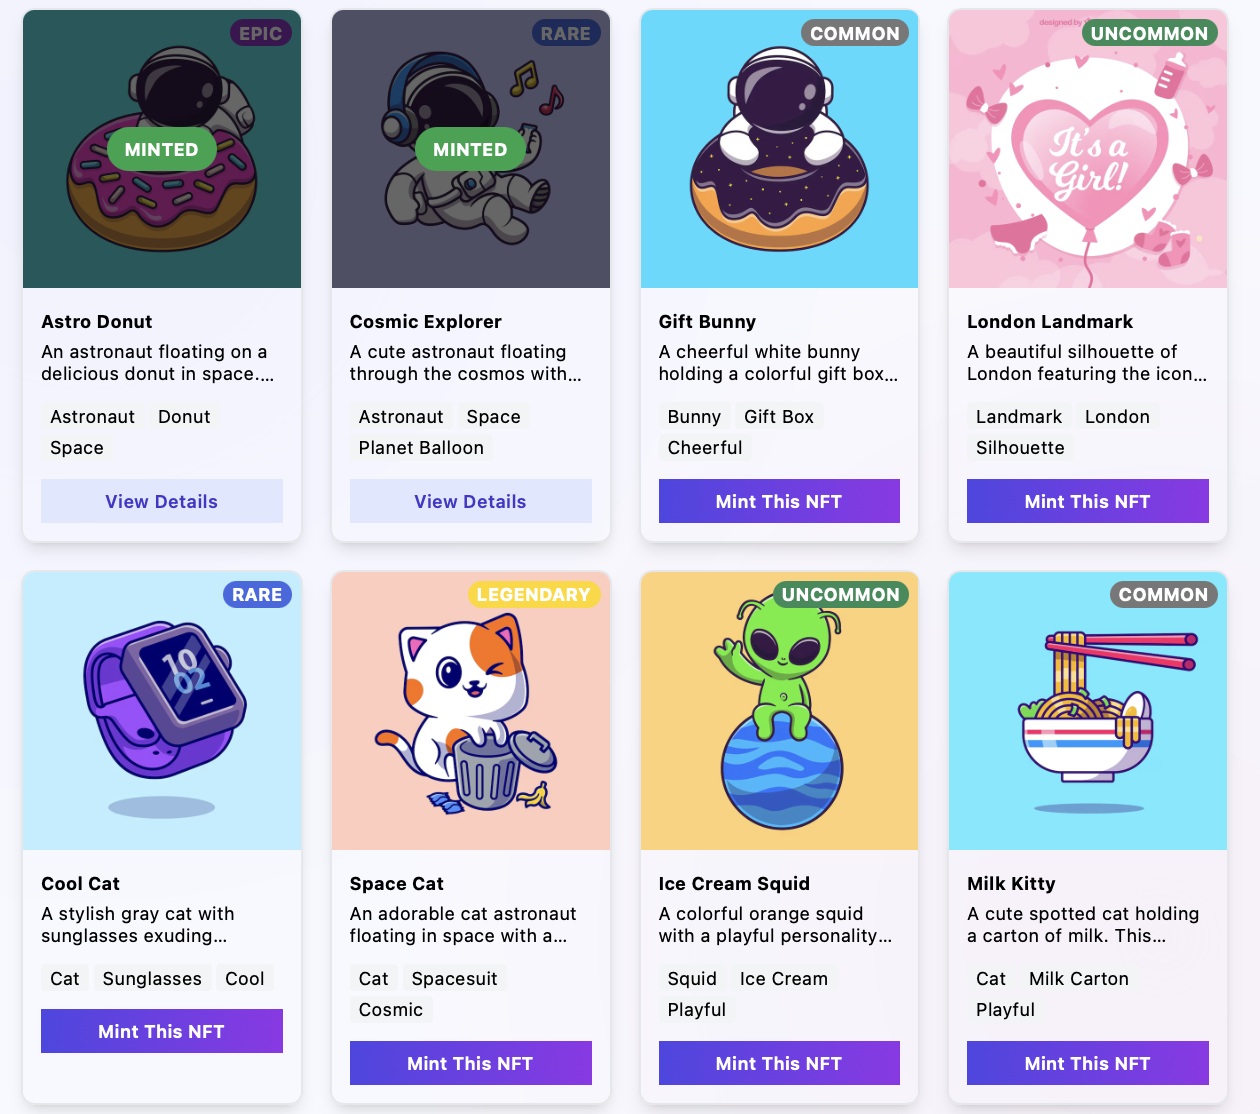 EPIC
MINTED
Astro Donut
An astronaut floating on a
delicious donut in space....
Astronaut Donut
Space
View Details
RARE
MINTED
Cosmic Explorer
A cute astronaut floating
through the cosmos with...
Astronaut Space
Planet Balloon
View Details
COMMON
Gift Bunny
A cheerful white bunny
holding a colorful gift box...
Bunny Gift Box
Cheerful
Mint This NFT
designed by
UNCOMMON
It's a
Girl!
London Landmark
A beautiful silhouette of
London featuring the icon...
Landmark London
Silhouette
Mint This NFT
RARE
10
02
Cool Cat
A stylish gray cat with
sunglasses exuding...
Cat Sunglasses Cool
Mint This NFT
LEGENDARY
Space Cat
An adorable cat astronaut
floating in space with a...
Cat Spacesuit
Cosmic
Mint This NFT
UNCOMMON
Ice Cream Squid
A colorful orange squid
with a playful personality...
Squid Ice Cream
Playful
Mint This NFT
COMMON
Milk Kitty
A cute spotted cat holding
a carton of milk. This...
Cat Milk Carton
Playful
Mint This NFT